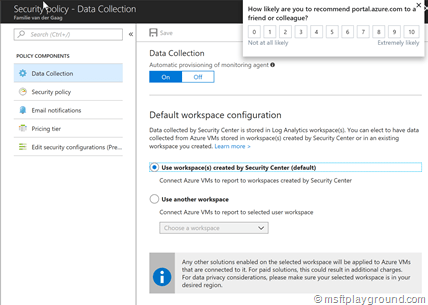 Security policy - Data Collection
Familie van der Gaag
How likely are you to recommend portal.azure.com to a
friend or colleague?
0 1 2 3 4 5 6 7 8 9 10
Not at all likely Extremely likely
Search (Ctrl+/)
Save
POLICY COMPONENTS
Data Collection
Security policy
Email notifications
Pricing tier
Edit security configurations (Pre...
Data Collection
Automatic provisioning of monitoring agent
On Off
Default workspace configuration
Data collected by Security Center is stored in Log Analytics workspace(s). You can elect to have data
collected from Azure VMs stored in workspace(s) created by Security Center or in an existing
workspace you created. Learn more >
Use workspace(s) created by Security Center (default)
Connect Azure VMs to report to workspaces created by Security Center
Use another workspace
Connect Azure VMs to report to selected user workspace
Choose a workspace
Any other solutions enabled on the selected workspace will be applied to Azure VMs
that are connected to it. For paid solutions, this could result in additional charges.
For data privacy considerations, please make sure your selected workspace is in your
desired region.
© msftplayground.com